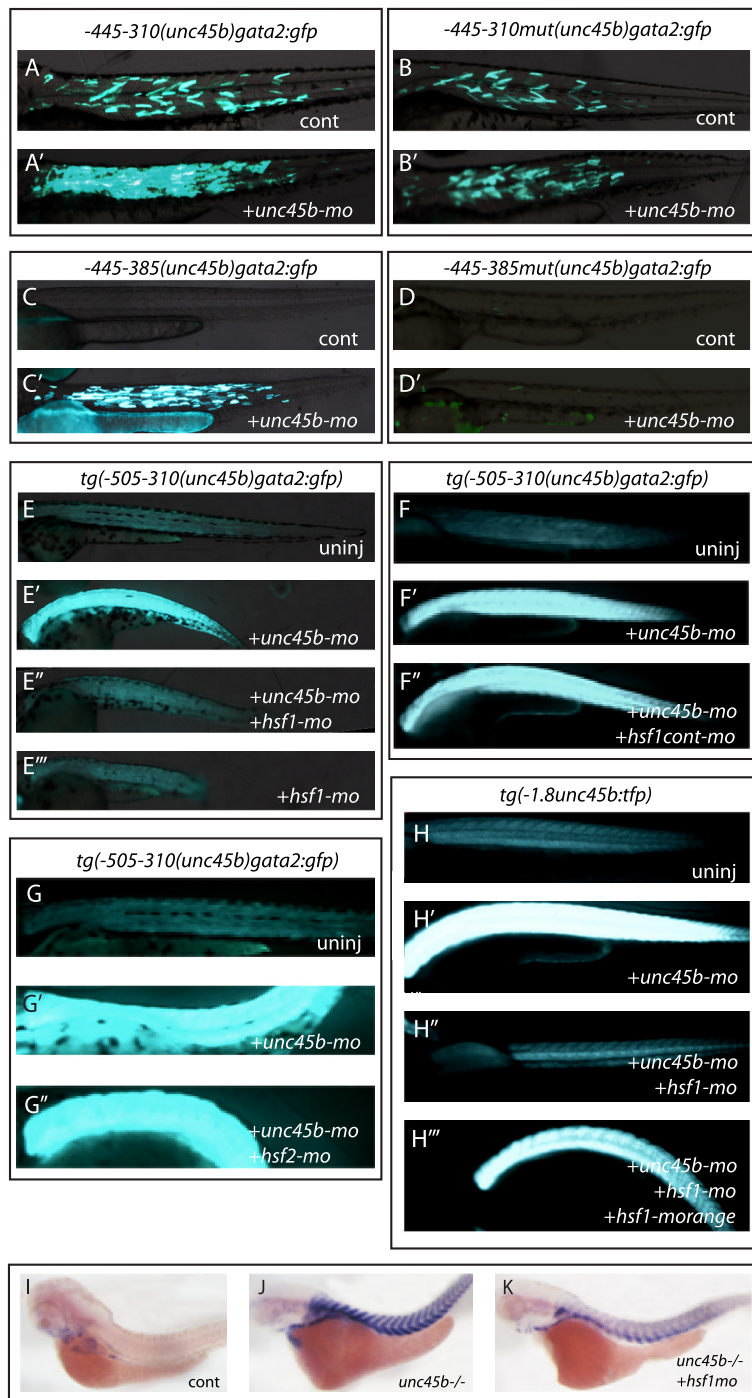 -445-310(unc45b)gata2:gfp
A
cont
A′
+unc45b-mo
-445-310mut(unc45b)gata2:gfp
B
cont
B′
+unc45b-mo
-445-385(unc45b)gata2:gfp
C
cont
C′
+unc45b-mo
-445-385mut(unc45b)gata2:gfp
D
cont
D′
+unc45b-mo
tg(-505-310(unc45b)gata2:gfp)
E
uninj
E′
+unc45b-mo
E″
+unc45b-mo
+hsf1-mo
E‴
+hsf1-mo
tg(-505-310(unc45b)gata2:gfp)
F
uninj
F′
+unc45b-mo
F″
+unc45b-mo
+hsf1cont-mo
tg(-505-310(unc45b)gata2:gfp)
G
uninj
G′
+unc45b-mo
G″
+unc45b-mo
+hsf2-mo
tg(-1.8unc45b:tfp)
H
uninj
H′
+unc45b-mo
H″
+unc45b-mo
+hsf1-mo
H‴
+unc45b-mo
+hsf1-mo
+hsf1-morange
I
cont
J
unc45b-/-
K
unc45b-/-
+hsf1mo